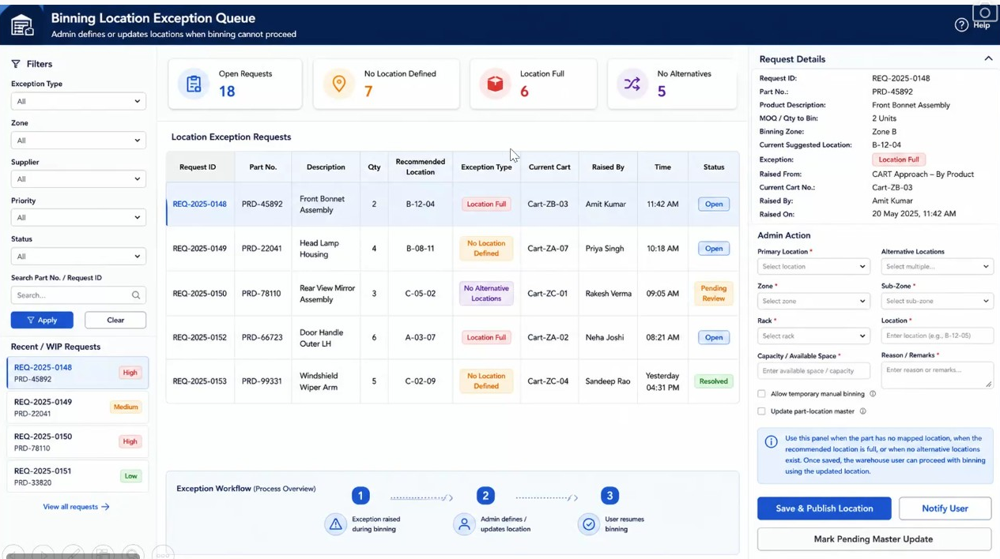 Binning Location Exception Queue
Admin defines or updates locations when binning cannot proceed
Help
Filters
Exception Type
All
Zone
All
Supplier
All
Priority
All
Status
All
Search Part No. / Request ID
Search...
Apply
Clear
Recent / WIP Requests
REQ-2025-0148
PRD-45892
High
REQ-2025-0149
PRD-22041
Medium
REQ-2025-0150
PRD-78110
High
REQ-2025-0151
PRD-33820
Low
View all requests
Open Requests
18
No Location Defined
7
Location Full
6
No Alternatives
5
Location Exception Requests
Request ID Part No. Description Qty Recommended Location Exception Type Current Cart Raised By Time Status
REQ-2025-0148 PRD-45892 Front Bonnet Assembly 2 B-12-04 Location Full Cart-ZB-03 Amit Kumar 11:42 AM Open
REQ-2025-0149 PRD-22041 Head Lamp Housing 4 B-08-11 No Location Defined Cart-ZA-07 Priya Singh 10:18 AM Open
REQ-2025-0150 PRD-78110 Rear View Mirror Assembly 3 C-05-02 No Alternative Locations Cart-ZC-01 Rakesh Verma 09:05 AM Pending Review
REQ-2025-0152 PRD-66723 Door Handle Outer LH 6 A-03-07 Location Full Cart-ZA-02 Neha Joshi 08:21 AM Open
REQ-2025-0153 PRD-99331 Windshield Wiper Arm 5 C-02-09 No Location Defined Cart-ZC-04 Sandeep Rao Yesterday 04:31 PM Resolved
Exception Workflow (Process Overview)
1
Exception raised
during binning
2
Admin defines /
updates location
3
User resumes
binning
Request Details
Request ID: REQ-2025-0148
Part No.: PRD-45892
Product Description: Front Bonnet Assembly
MOQ / Qty to Bin: 2 Units
Binning Zone: Zone B
Current Suggested Location: B-12-04
Exception: Location Full
Raised From: CART Approach – By Product
Current Cart No.: Cart-ZB-03
Raised By: Amit Kumar
Raised On: 20 May 2025, 11:42 AM
Admin Action
Primary Location *
Select location
Alternative Locations
Select multiple...
Zone *
Select zone
Sub-Zone *
Select sub-zone
Rack *
Select rack
Location *
Enter location (e.g., B-12-05)
Capacity / Available Space *
Enter available space / capacity
Reason / Remarks *
Enter reason or remarks...
Allow temporary manual binning
Update part-location master
Use this panel when the part has no mapped location, when the
recommended location is full, or when no alternative locations
exist. Once saved, the warehouse user can proceed with binning
using the updated location.
Save & Publish Location
Notify User
Mark Pending Master Update